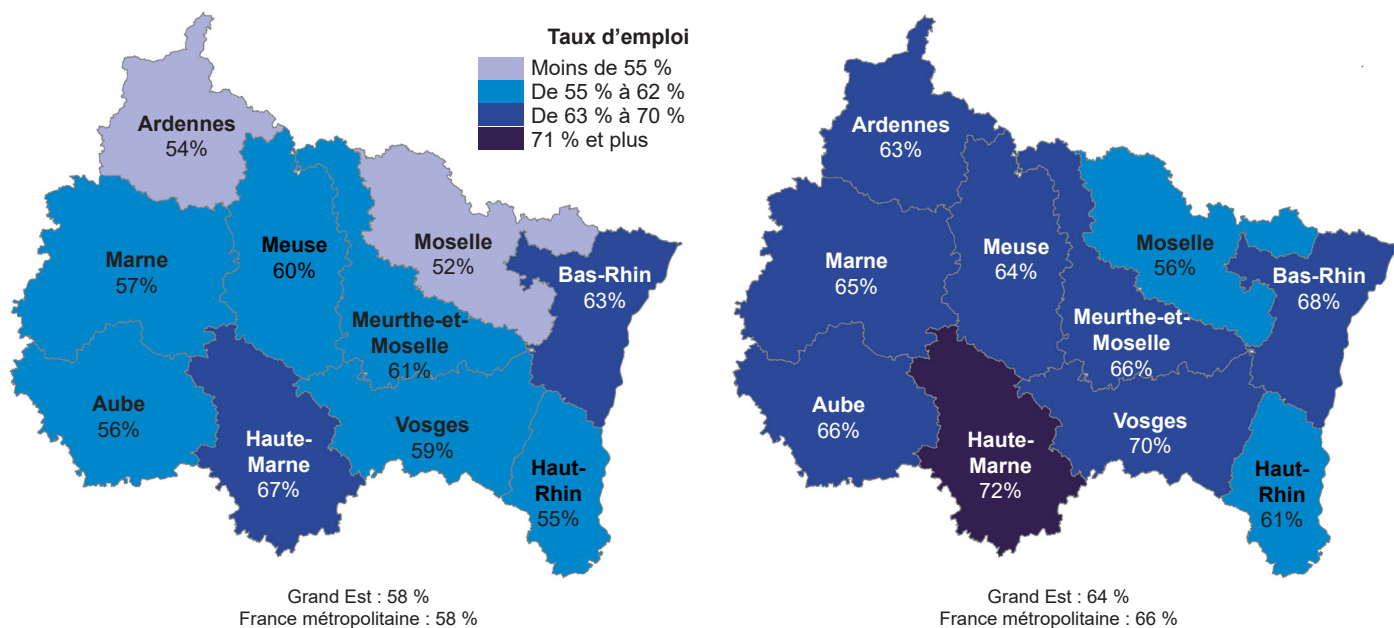 Taux d’emploi
Moins de 55 %
De 55 % à 62 %
De 63 % à 70 %
71 % et plus
Ardennes
54%
Marne
57%
Meuse
60%
Moselle
52%
Bas-Rhin
63%
Meurthe-et-
Moselle
61%
Aube
56%
Haute-
Marne
67%
Vosges
59%
Haut-
Rhin
55%
Grand Est : 58 %
France métropolitaine : 58 %
Ardennes
63%
Marne
65%
Meuse
64%
Moselle
56%
Bas-Rhin
68%
Meurthe-et-
Moselle
66%
Aube
66%
Haute-
Marne
72%
Vosges
70%
Haut-
Rhin
61%
Grand Est : 64 %
France métropolitaine : 66 %